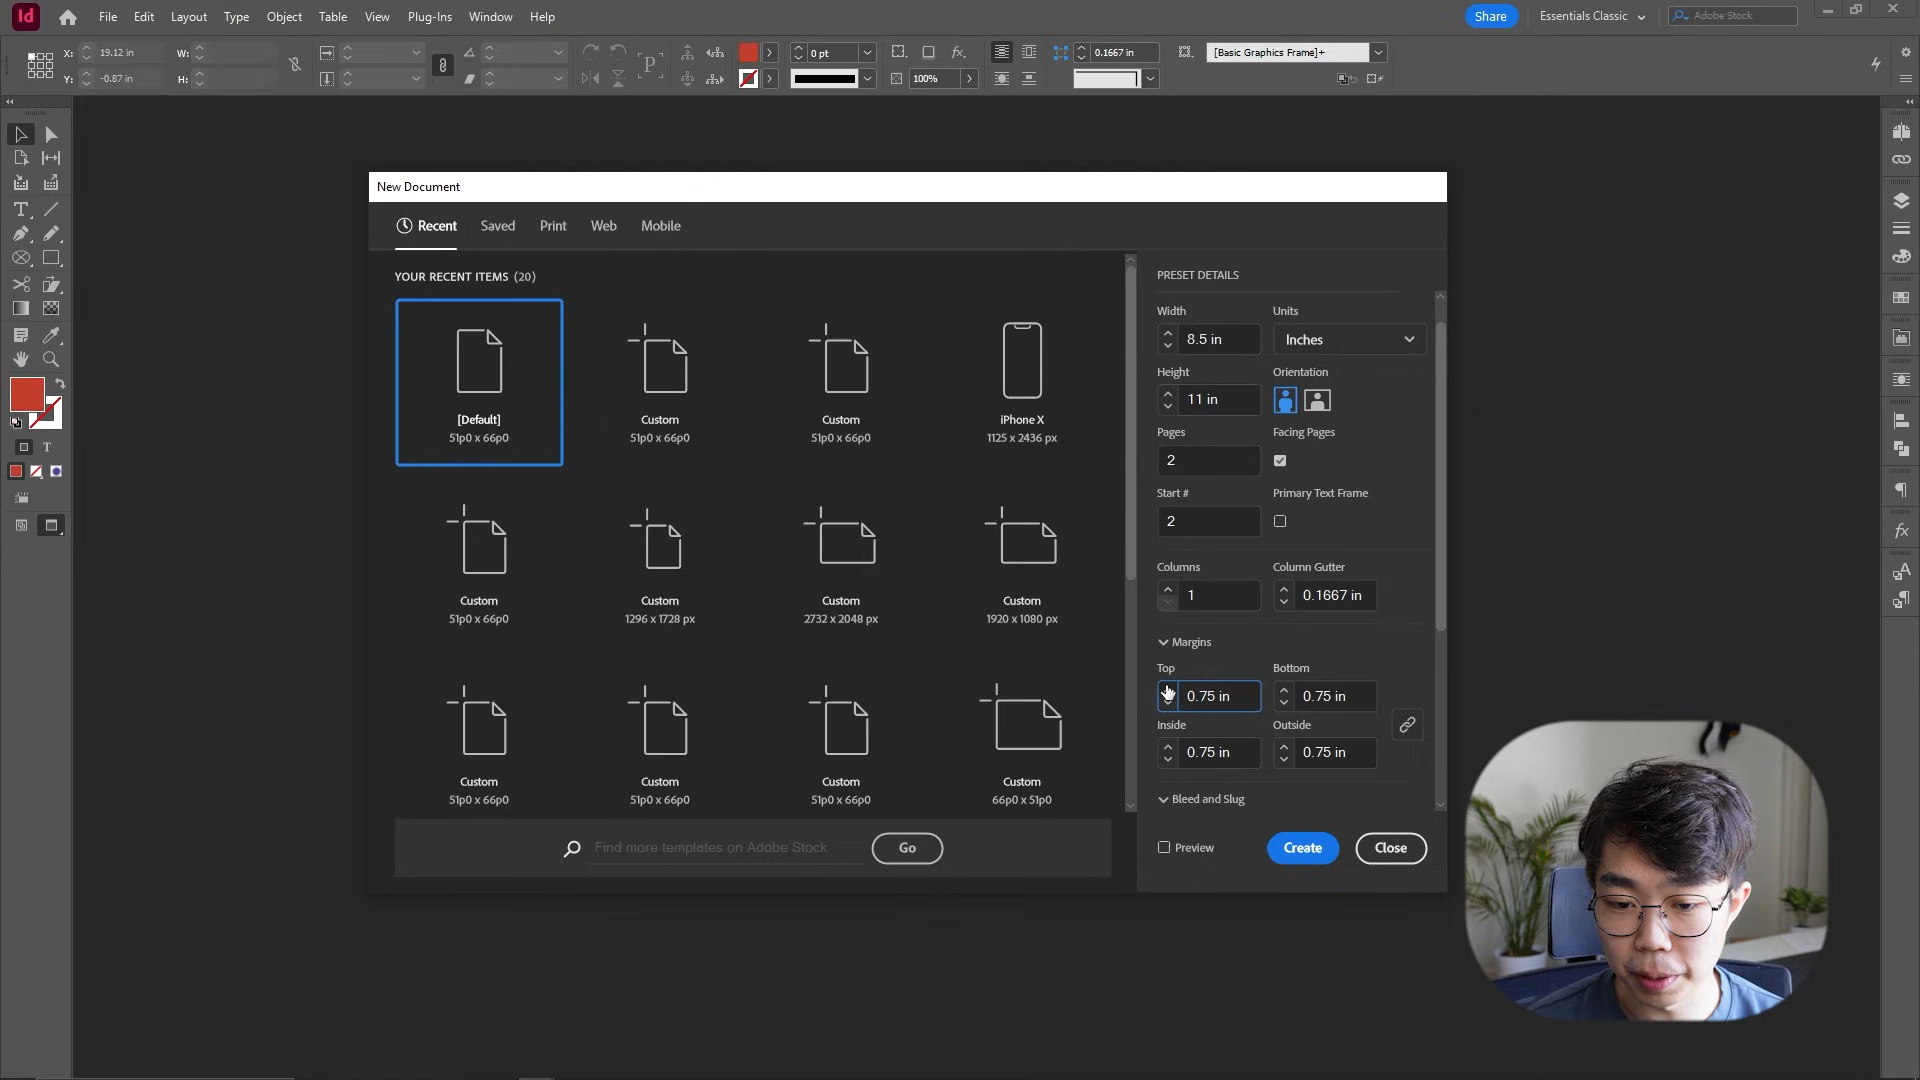 Id
File Edit Layout Type Object Table View Plug-Ins Window Help
Share
Essentials Classic
Adobe Stock
X: 19.12 in
W:
0 pt
0.1667 in
[Basic Graphics Frame]+
Y: -0.87 in
H:
100%
New Document
Recent Saved Print Web Mobile
YOUR RECENT ITEMS (20)
[Default]
51p0 x 66p0
Custom
51p0 x 66p0
Custom
51p0 x 66p0
iPhone X
1125 x 2436 px
Custom
51p0 x 66p0
Custom
1296 x 1728 px
Custom
2732 x 2048 px
Custom
1920 x 1080 px
Custom
51p0 x 66p0
Custom
51p0 x 66p0
Custom
51p0 x 66p0
Custom
66p0 x 51p0
Find more templates on Adobe Stock
Go
PRESET DETAILS
Width Units
8.5 in Inches
Height Orientation
11 in
Pages Facing Pages
2
Start # Primary Text Frame
2
Columns Column Gutter
1 0.1667 in
Margins
Top Bottom
0.75 in 0.75 in
Inside Outside
0.75 in 0.75 in
Bleed and Slug
Preview
Create
Close